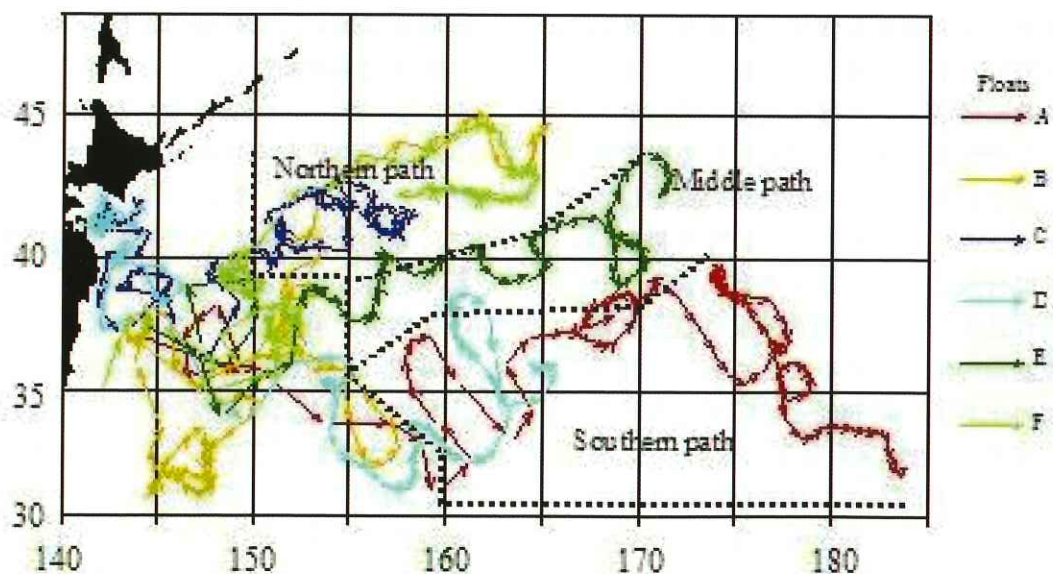 45
40
35
30
140
150
160
170
180
Northern path
Middle path
Southern path
Floats
A
B
C
D
E
F